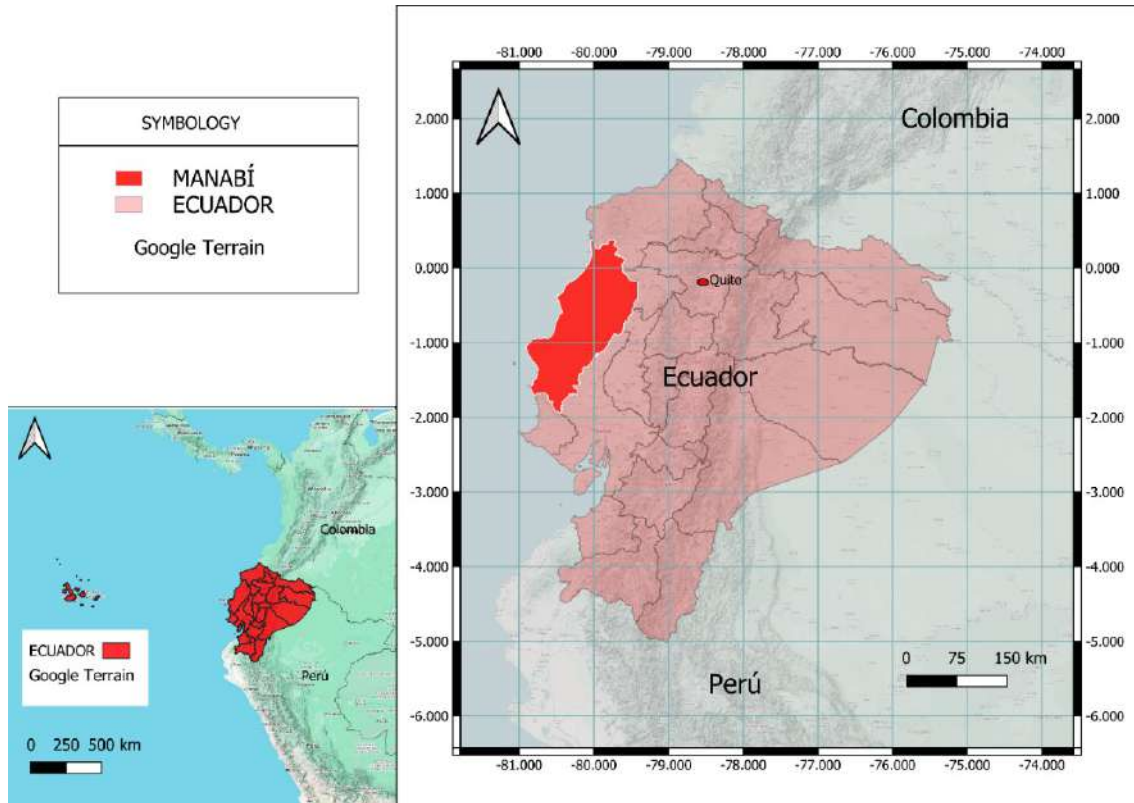 SYMBOLOGY
MANABÍ
ECUADOR
Google Terrain
-81.000 -80.000 -79.000 -78.000 -77.000 -76.000 -75.000 -74.000
2.000 Colombia 2.000
1.000 1.000
0.000 0.000
Quito
-1.000 -1.000
Ecuador
-2.000 -2.000
-3.000 -3.000
-4.000 -4.000
-5.000 -5.000
0 75 150 km
Perú
-6.000 -6.000
-81.000 -80.000 -79.000 -78.000 -77.000 -76.000 -75.000 -74.000
Colombia
ECUADOR
Google Terrain
Perú
0 250 500 km